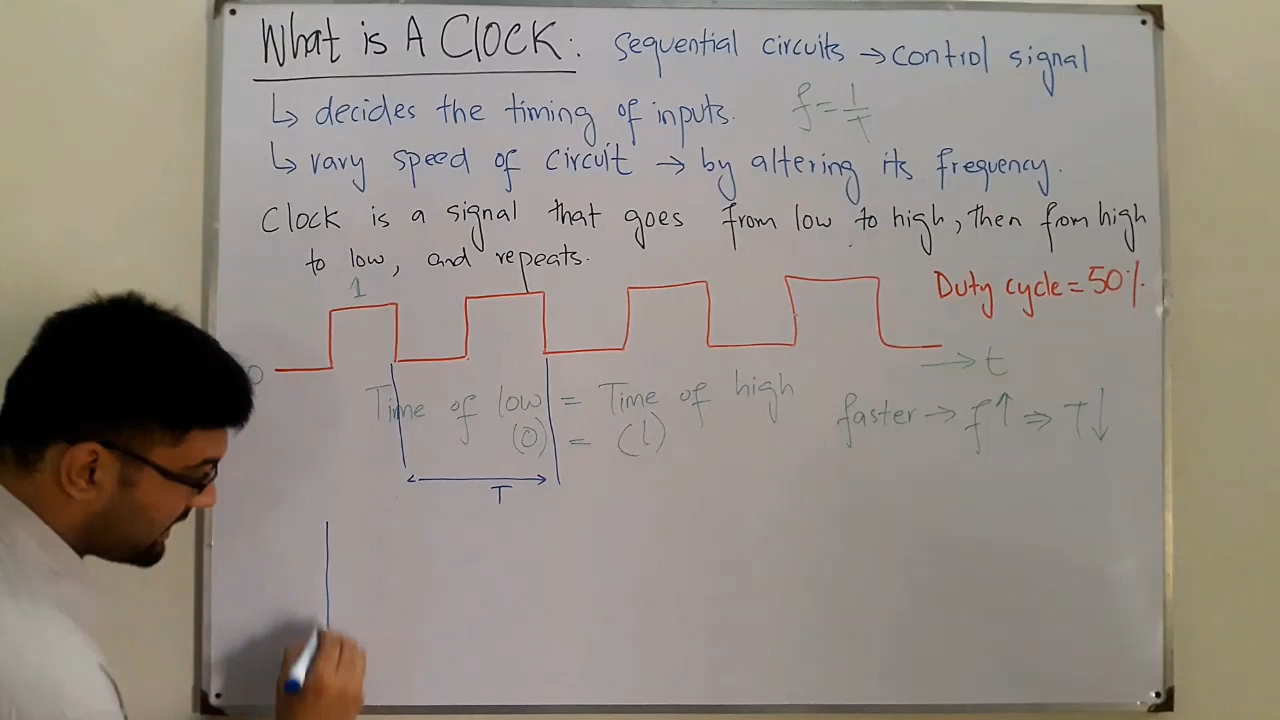 What is A Clock: sequential circuits → control signal
↳ decides the timing of inputs. f = 1/T
↳ vary speed of circuit → by altering its frequency.
Clock is a signal that goes from low to high, then from high
to low, and repeats.
1
Duty cycle = 50%.
0
→ t
Time of low = Time of high
(0) = (1)
faster → f↑ ⇒ T↓
T